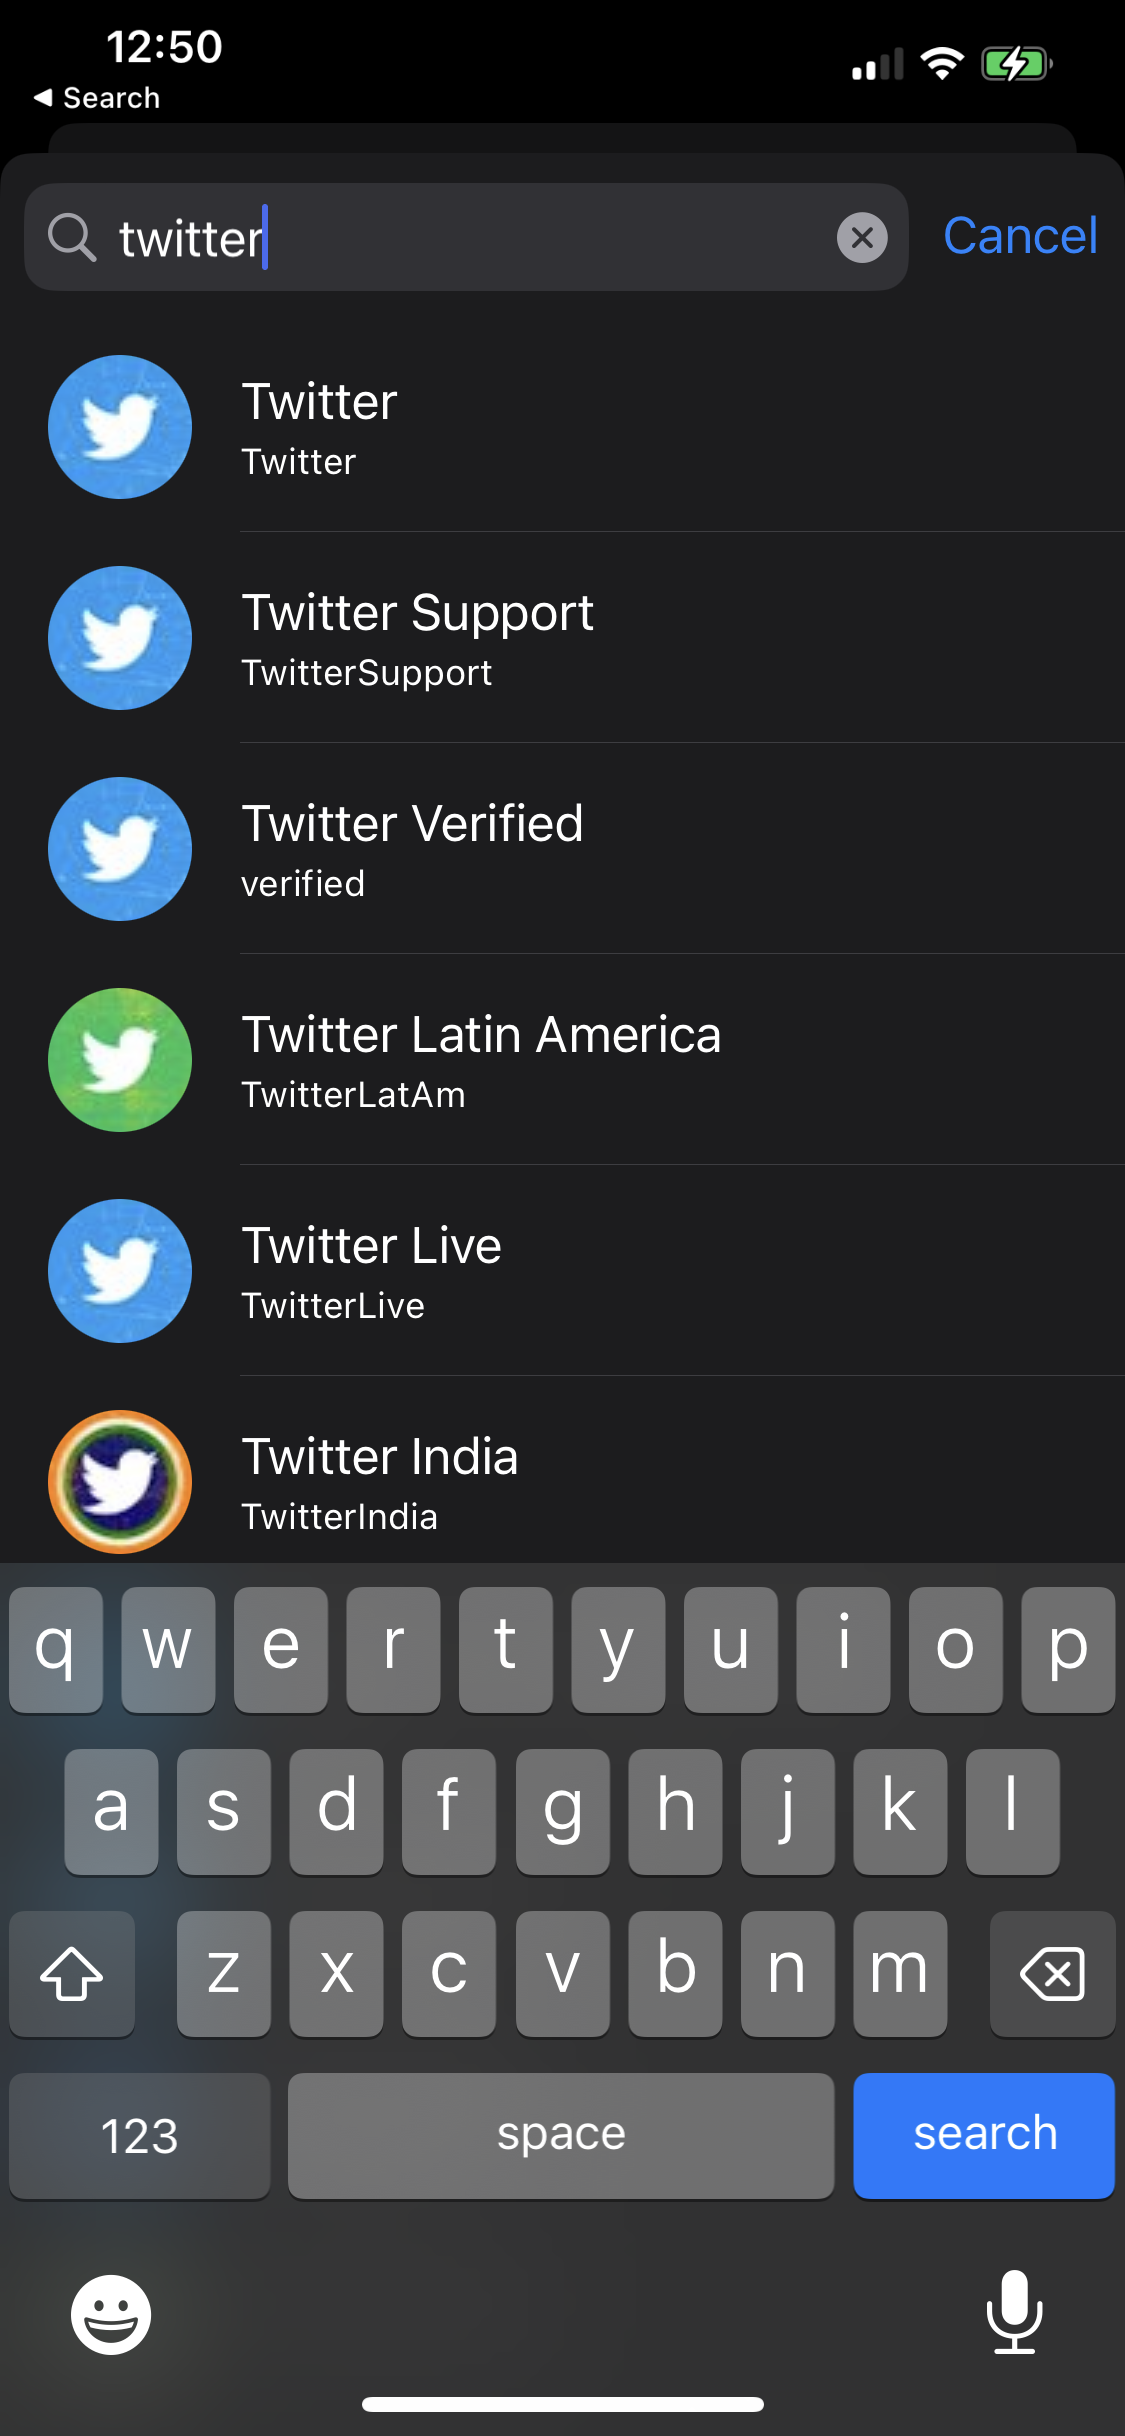 12:50
◀ Search
twitter
Cancel
Twitter
Twitter
Twitter Support
TwitterSupport
Twitter Verified
verified
Twitter Latin America
TwitterLatAm
Twitter Live
TwitterLive
Twitter India
TwitterIndia
q w e r t y u i o p
a s d f g h j k l
z x c v b n m
123 space search